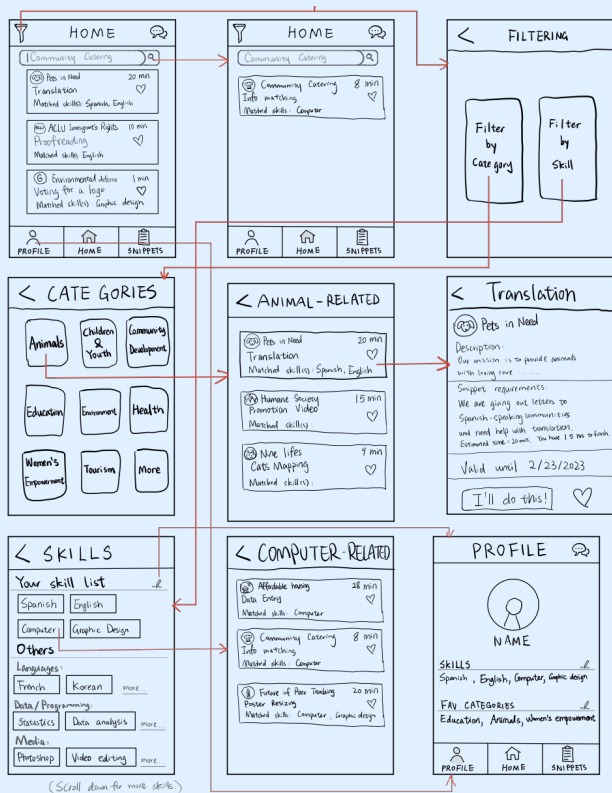 HOME
Community Catering
Pets in Need 20 min
Translation
Matched skill(s): Spanish, English
ACLU Immigrant's Rights 10 min
Proofreading
Matched skill(s): English
Environmental defense 1 min
Voting for a logo
Matched skill(s): Graphic design
PROFILE HOME SNIPPETS
HOME
Community Catering
Community Catering 8 min
Info matching
Matched skills: Computer
PROFILE HOME SNIPPETS
< FILTERING
Filter
by
Category
Filter
by
Skill
< CATEGORIES
Animals
Children
&
Youth
Community
Development
Education
Environment
Health
Women's
Empowerment
Tourism
More
< ANIMAL-RELATED
Pets in Need 20 min
Translation
Matched skill(s): Spanish, English
Humane Society 15 min
Promotion Video
Matched skill(s):
Nine lifes 9 min
Cats Mapping
Matched skill(s):
< Translation
Pets in Need
Description:
Our mission is to provide animals
with loving care ... ....
Snippet requirements:
We are giving out letters to
Spanish-speaking communities
and need help with translation.
Estimated time: 20min. You have 1.5 hrs to finish.
Valid until 2/23/2023
I'll do this!
< SKILLS
Your skill list
Spanish English
Computer Graphic Design
Others
Languages:
French Korean more...
Data/Programming:
Statistics Data analysis more...
Media:
Photoshop Video editing more...
(Scroll down for more skills.)
< COMPUTER-RELATED
Affordable housing 28 min
Data Entry
Matched skills: Computer
Community Catering 8 min
Info matching
Matched skills: Computer
Future of Poor Tracking 20 min
Poster Resizing
Matched skills: Computer, Graphic design
PROFILE
NAME
SKILLS
Spanish, English, Computer, Graphic design
FAV CATEGORIES
Education, Animals, Women's empowerment
PROFILE HOME SNIPPETS